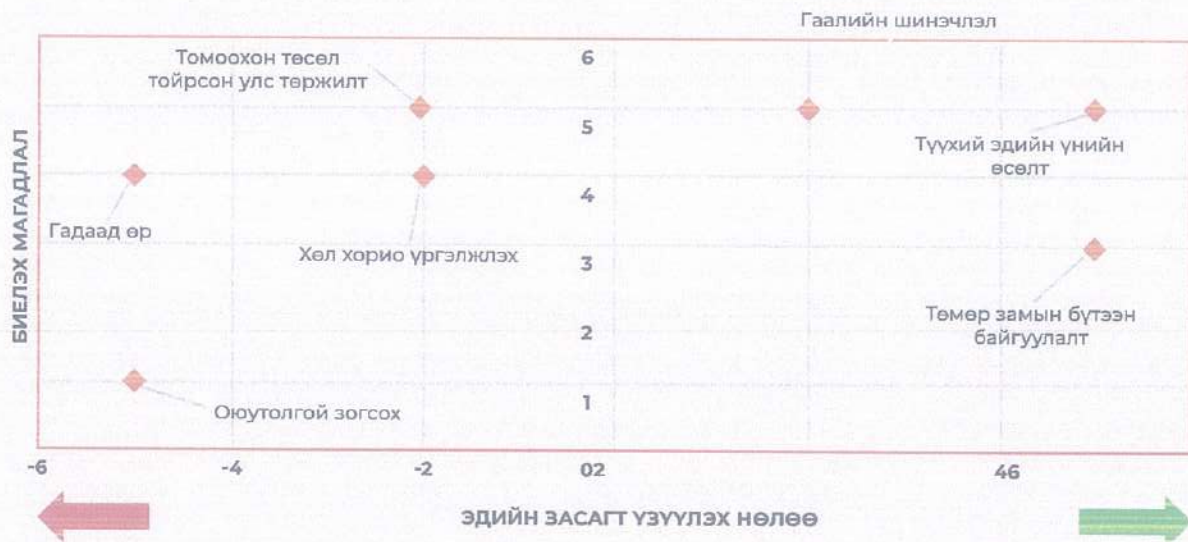 Гаалийн шинэчлэл
Томоохон төсөл
тойрсон улс төржилт
6
5
4
3
2
1
Түүхий эдийн үнийн
өсөлт
Гадаад өр
Хөл хорио үргэлжлэх
Төмөр замын бүтээн
байгуулалт
Оюутолгой зогсох
БИЕЛЭХ МАГАДЛАЛ
-6 -4 -2 02 46
ЭДИЙН ЗАСАГТ ҮЗҮҮЛЭХ НӨЛӨӨ